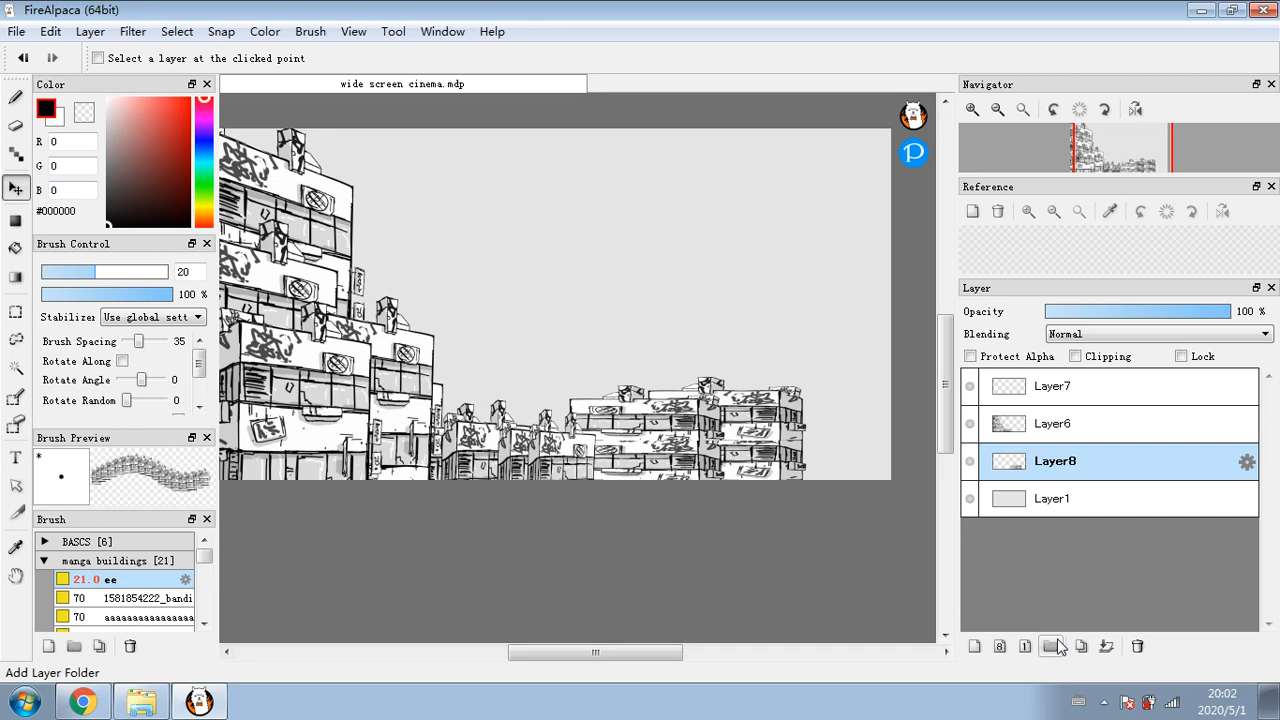 FireAlpaca (64bit)
File Edit Layer Filter Select Snap Color Brush View Tool Window Help
Select a layer at the clicked point
Color
wide screen cinema.mdp
Navigator
R 0
G 0
B 0
#000000
Reference
Brush Control
20
100 %
Stabilizer Use global sett
Brush Spacing 35
Rotate Along
Rotate Angle 0
Rotate Random 0
Layer
Opacity 100 %
Blending Normal
Protect Alpha Clipping Lock
Layer7
Layer6
Layer8
Layer1
Brush Preview
*
Brush
BASCS [6]
manga buildings [21]
21.0 ee
70 1581854222_bandi
70 aaaaaaaaaaaaaaaa
8
1
P
T
Add Layer Folder
20:02
2020/5/1